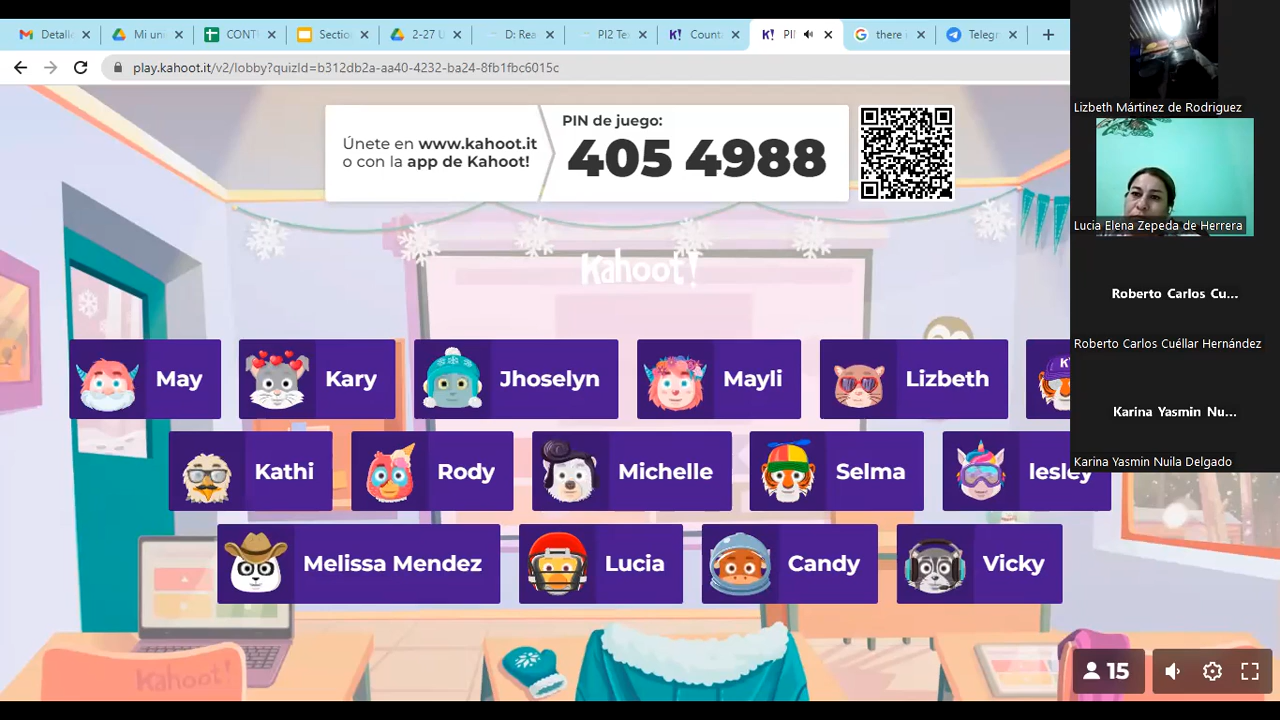 Detalle
Mi uni
CONT
Sectio
2-27 U
D: Rea
PI2 Te
K! Count
K! PI
there i
Telegr
play.kahoot.it/v2/lobby?quizId=b312db2a-aa40-4232-ba24-8fb1fbc6015c
Únete en www.kahoot.it
o con la app de Kahoot!
PIN de juego:
405 4988
Kahoot!
May
Kary
Jhoselyn
Mayli
Lizbeth
Kathi
Rody
Michelle
Selma
lesley
Melissa Mendez
Lucia
Candy
Vicky
Kahoot!
15
Lizbeth Mártinez de Rodriguez
Lucia Elena Zepeda de Herrera
Roberto Carlos Cu...
Roberto Carlos Cuéllar Hernández
Karina Yasmin Nu...
Karina Yasmin Nuila Delgado